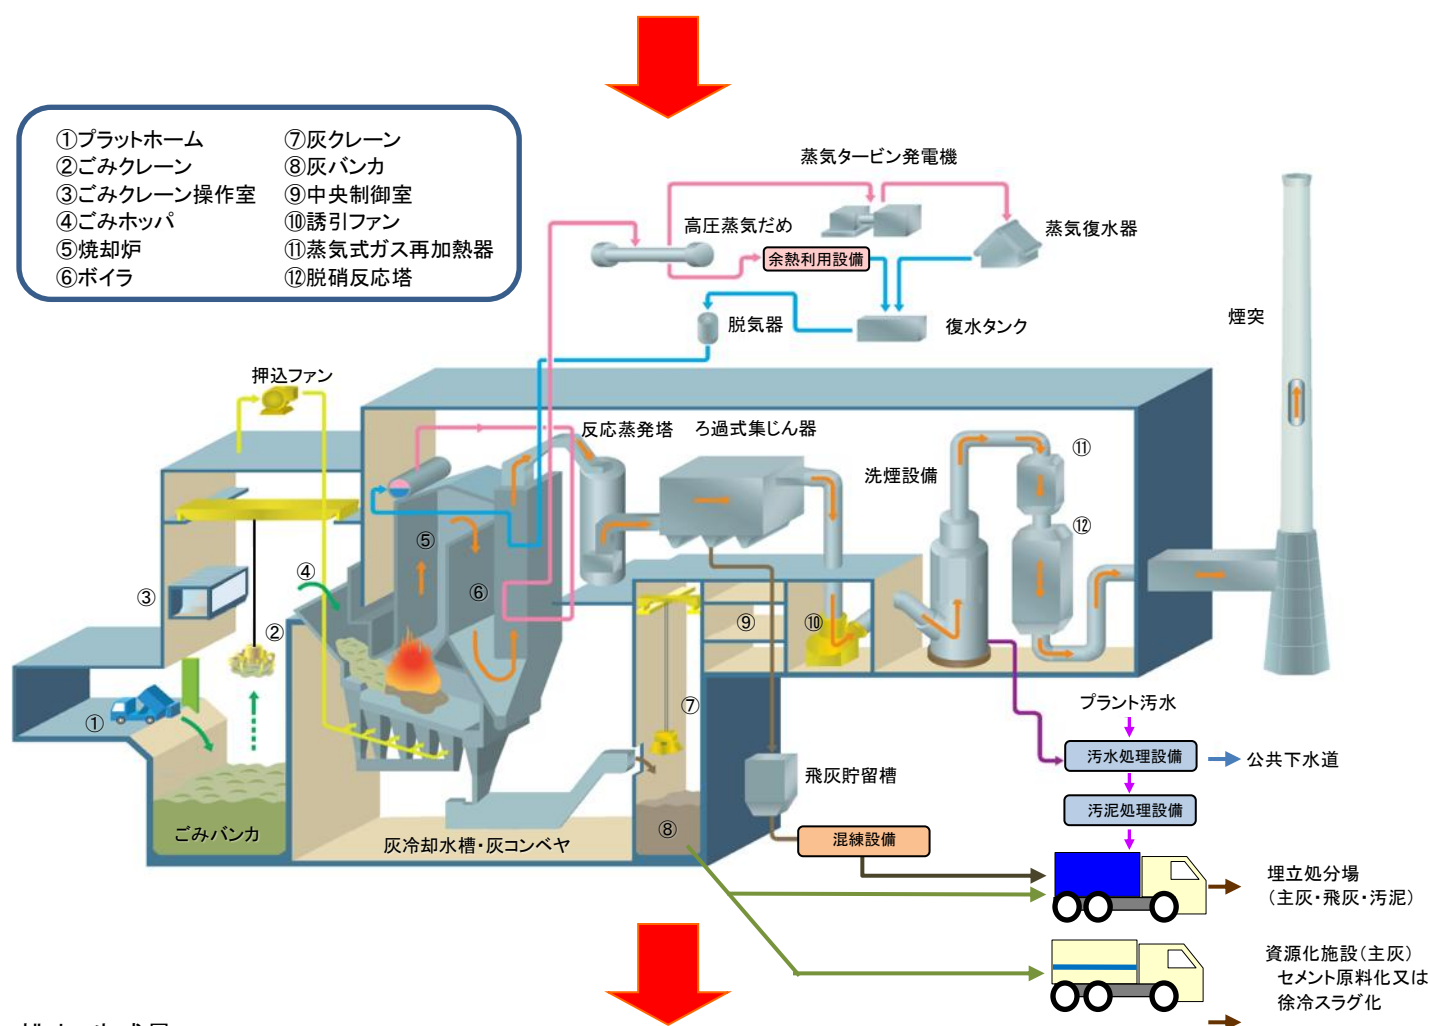 ①プラットホーム
②ごみクレーン
③ごみクレーン操作室
④ごみホッパ
⑤焼却炉
⑥ボイラ
⑦灰クレーン
⑧灰バンカ
⑨中央制御室
⑩誘引ファン
⑪蒸気式ガス再加熱器
⑫脱硝反応塔
蒸気タービン発電機
高圧蒸気だめ
蒸気復水器
余熱利用設備
脱気器
復水タンク
煙突
押込ファン
反応蒸発塔
ろ過式集じん器
洗煙設備
⑪
⑫
⑤
④
③
⑥
②
⑨
⑩
①
⑦
プラント汚水
汚水処理設備
公共下水道
飛灰貯留槽
汚泥処理設備
ごみバンカ
灰冷却水槽・灰コンベヤ
⑧
混練設備
埋立処分場
(主灰・飛灰・汚泥)
資源化施設(主灰)
セメント原料化又は
徐冷スラグ化